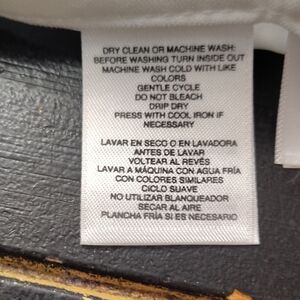 DRY CLEAN OR MACHINE WASH:
BEFORE WASHING TURN INSIDE OUT
MACHINE WASH COLD WITH LIKE
COLORS
GENTLE CYCLE
DO NOT BLEACH
DRIP DRY
PRESS WITH COOL IRON IF
NECESSARY
LAVAR EN SECO O EN LAVADORA
ANTES DE LAVAR
VOLTEAR AL REVÉS
LAVAR A MÁQUINA CON AGUA FRÍA
CON COLORES SIMILARES
CICLO SUAVE
NO UTILIZAR BLANQUEADOR
SECAR AL AIRE
PLANCHA FRÍA SI ES NECESARIO